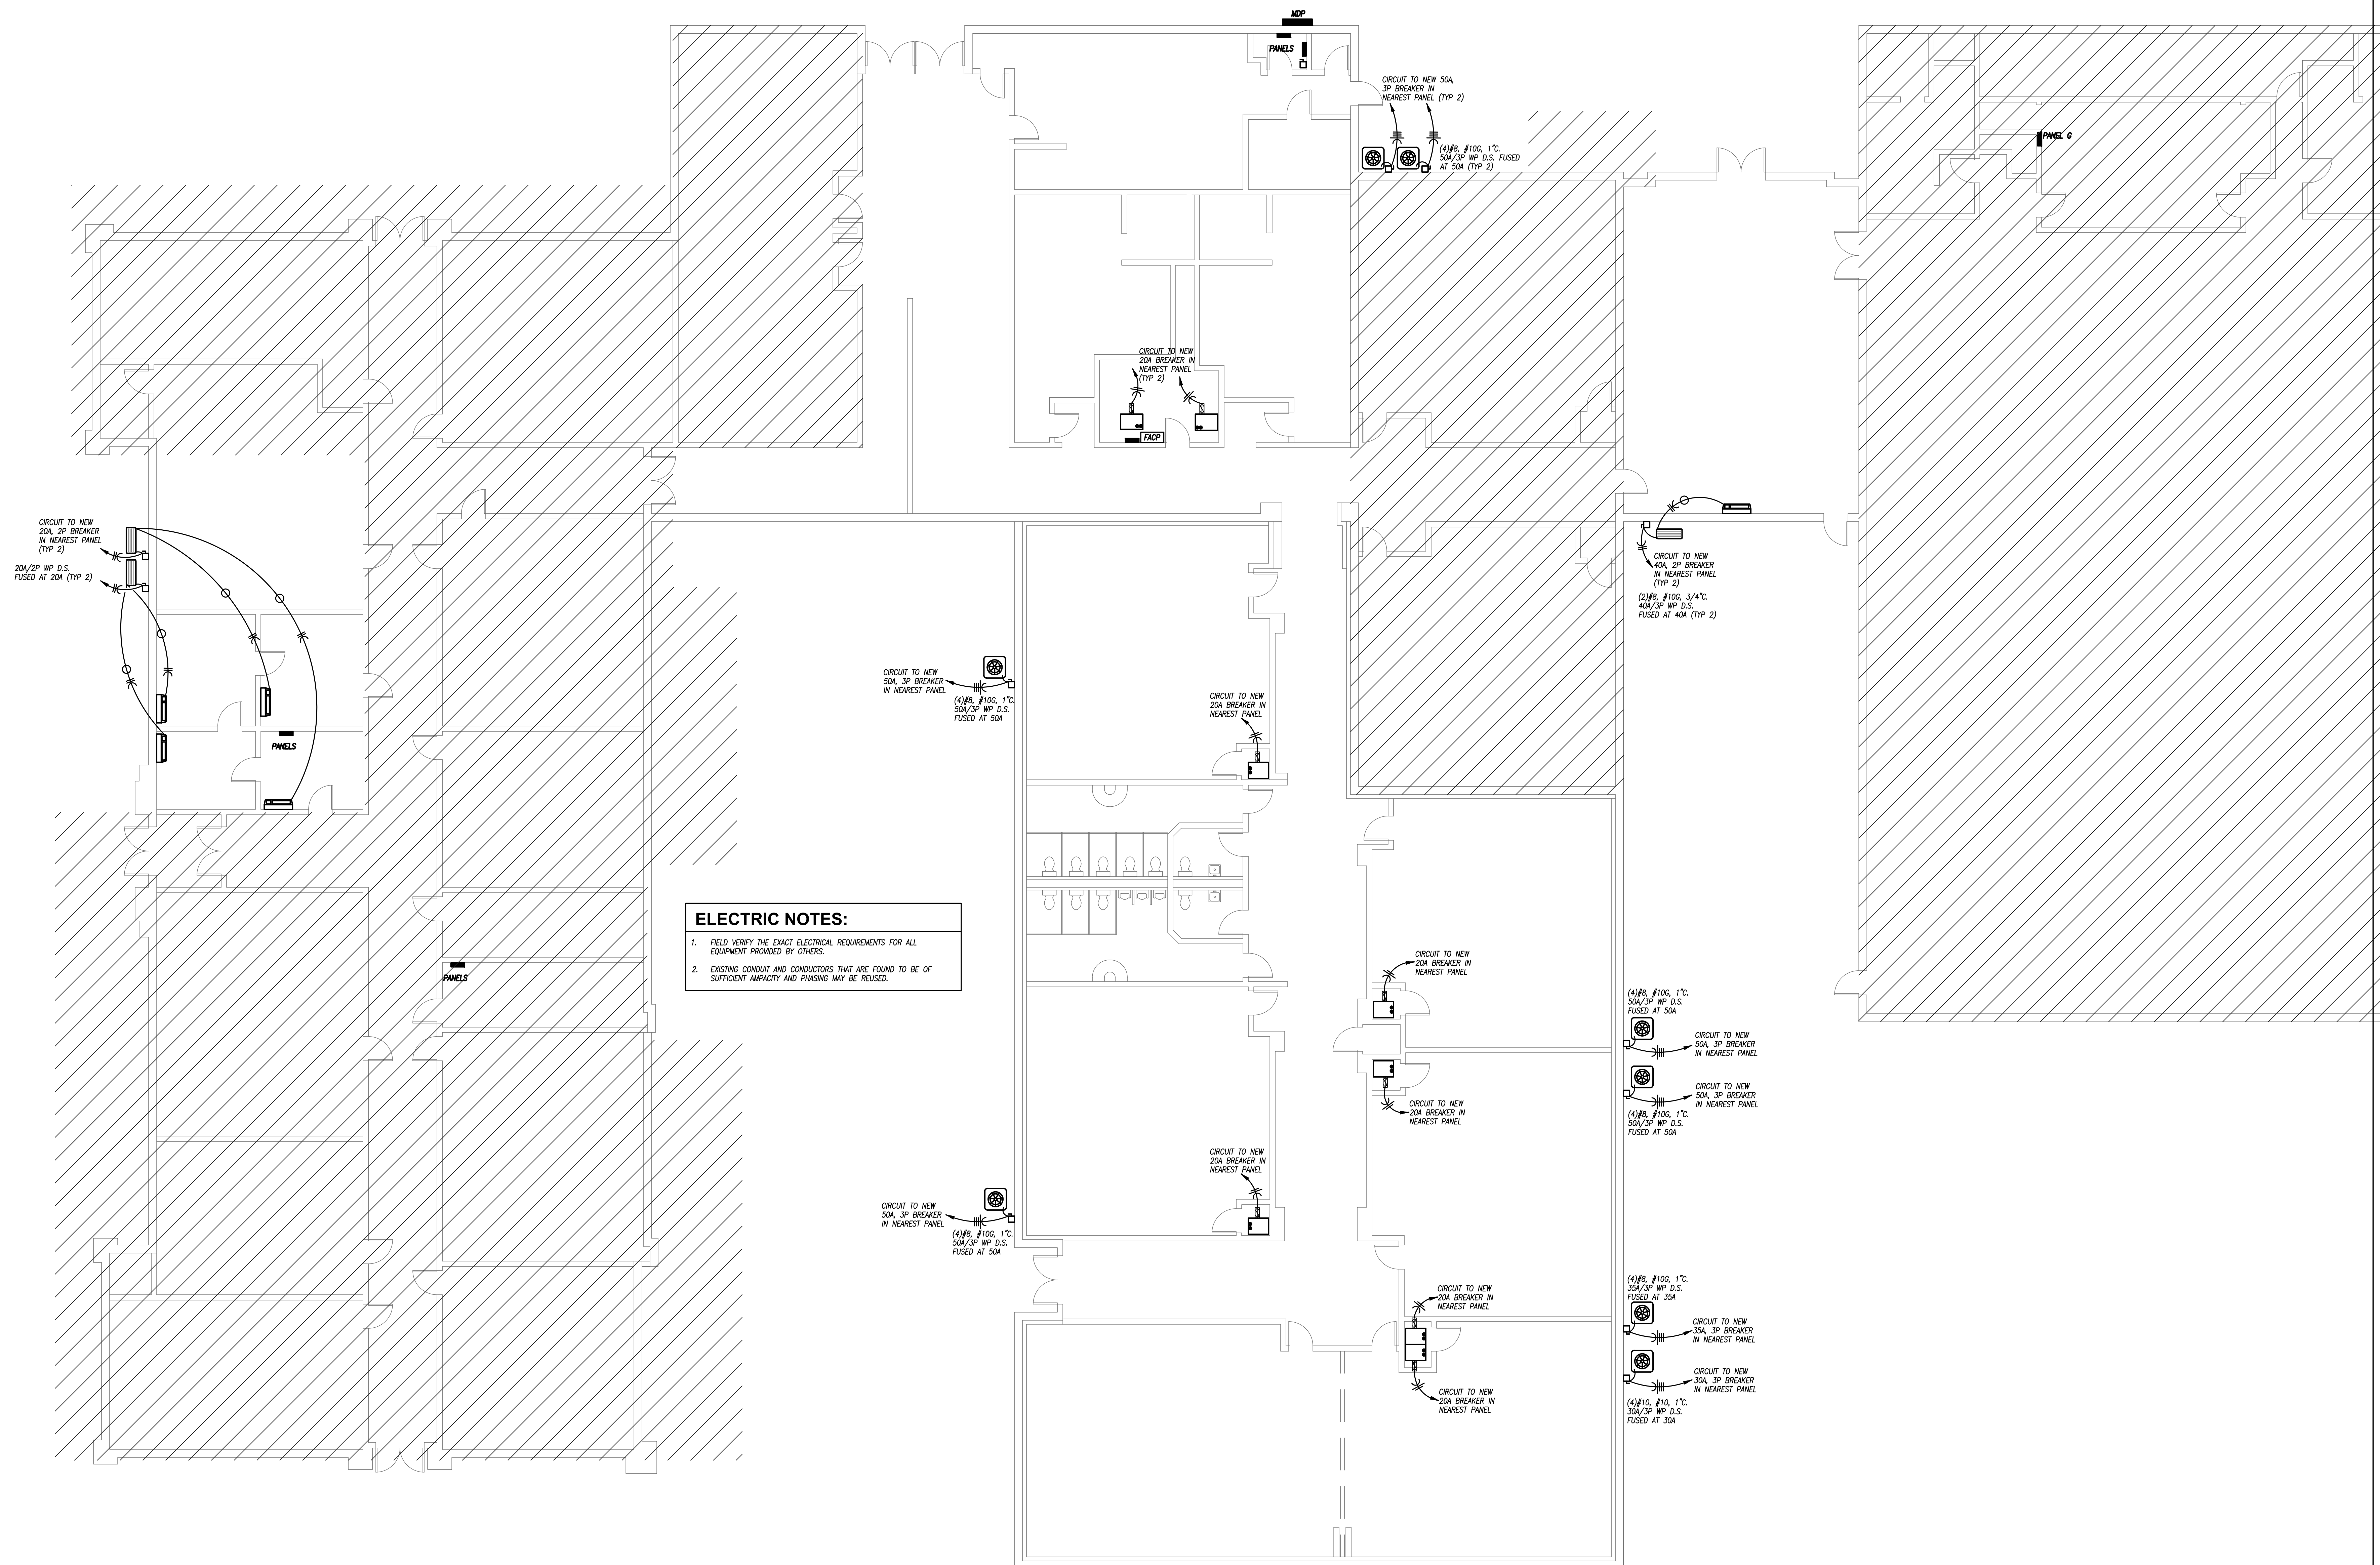 MDP
PANELS
CIRCUIT TO NEW 50A,
3P BREAKER IN
NEAREST PANEL (TYP 2)
(4)#8, #10G, 1"C.
50A/3P WP D.S. FUSED
AT 50A (TYP 2)
PANEL G
CIRCUIT TO NEW
20A BREAKER IN
NEAREST PANEL
(TYP 2)
FACP
CIRCUIT TO NEW
20A, 2P BREAKER
IN NEAREST PANEL
(TYP 2)
20A/2P WP D.S.
FUSED AT 20A (TYP 2)
CIRCUIT TO NEW
40A, 2P BREAKER
IN NEAREST PANEL
(TYP 2)
(2)#8, #10G, 3/4"C.
40A/3P WP D.S.
FUSED AT 40A (TYP 2)
CIRCUIT TO NEW
50A, 3P BREAKER
IN NEAREST PANEL
(4)#8, #10G, 1"C.
50A/3P WP D.S.
FUSED AT 50A
CIRCUIT TO NEW
20A BREAKER IN
NEAREST PANEL
PANELS
ELECTRIC NOTES:
1. FIELD VERIFY THE EXACT ELECTRICAL REQUIREMENTS FOR ALL
EQUIPMENT PROVIDED BY OTHERS.
2. EXISTING CONDUIT AND CONDUCTORS THAT ARE FOUND TO BE OF
SUFFICIENT AMPACITY AND PHASING MAY BE REUSED.
PANELS
CIRCUIT TO NEW
20A BREAKER IN
NEAREST PANEL
(4)#8, #10G, 1"C.
50A/3P WP D.S.
FUSED AT 50A
CIRCUIT TO NEW
50A, 3P BREAKER
IN NEAREST PANEL
CIRCUIT TO NEW
50A, 3P BREAKER
IN NEAREST PANEL
(4)#8, #10G, 1"C.
50A/3P WP D.S.
FUSED AT 50A
CIRCUIT TO NEW
20A BREAKER IN
NEAREST PANEL
CIRCUIT TO NEW
20A BREAKER IN
NEAREST PANEL
CIRCUIT TO NEW
50A, 3P BREAKER
IN NEAREST PANEL
(4)#8, #10G, 1"C.
50A/3P WP D.S.
FUSED AT 50A
CIRCUIT TO NEW
20A BREAKER IN
NEAREST PANEL
(4)#8, #10G, 1"C.
35A/3P WP D.S.
FUSED AT 35A
CIRCUIT TO NEW
35A, 3P BREAKER
IN NEAREST PANEL
CIRCUIT TO NEW
30A, 3P BREAKER
IN NEAREST PANEL
(4)#10, #10, 1"C.
30A/3P WP D.S.
FUSED AT 30A
CIRCUIT TO NEW
20A BREAKER IN
NEAREST PANEL